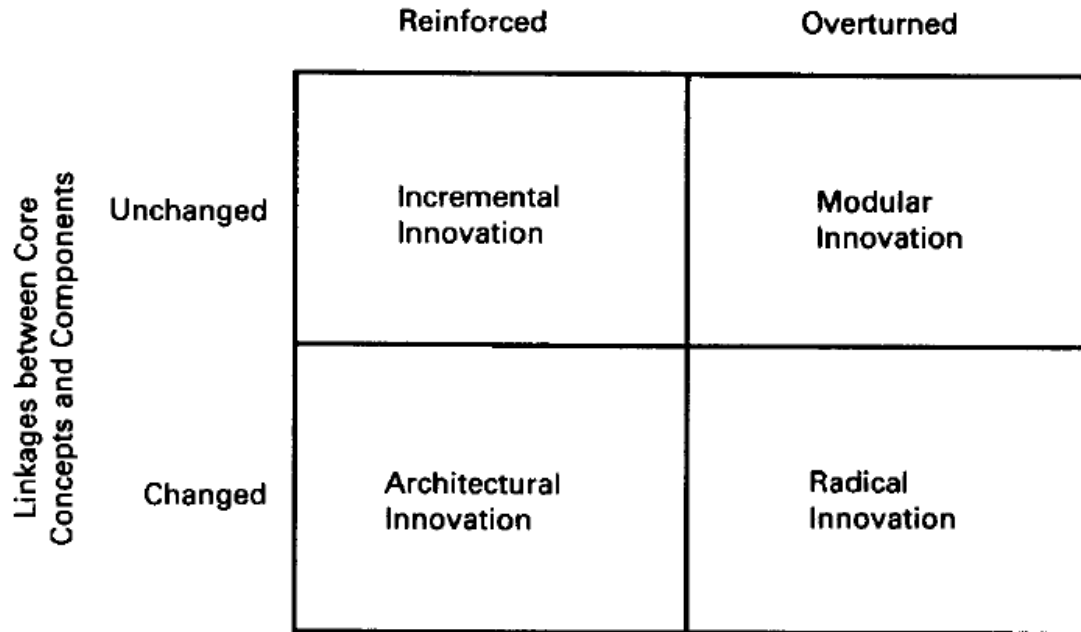 Reinforced
Overturned
Linkages between Core
Concepts and Components
Unchanged
Incremental
Innovation
Modular
Innovation
Changed
Architectural
Innovation
Radical
Innovation